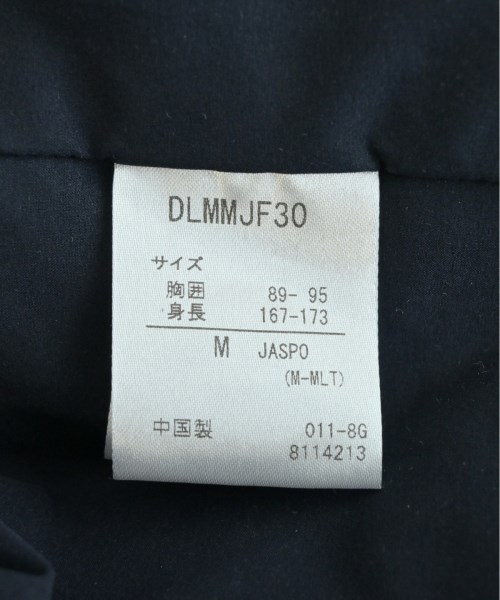 DLMMJF30
サイズ
胸囲 89- 95
身長 167-173
M JASPO
(M-MLT)
中国製 011-8G
8114213